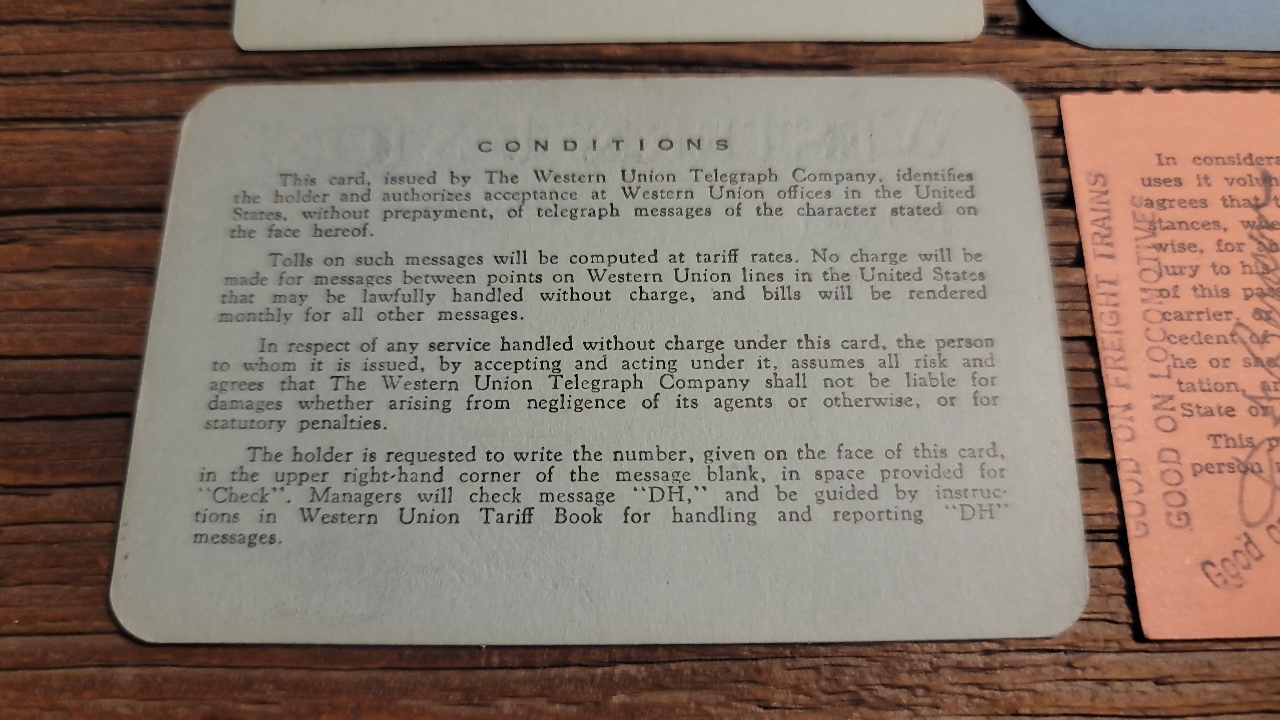 CONDITIONS
This card, issued by The Western Union Telegraph Company, identifies
the holder and authorizes acceptance at Western Union offices in the United
States, without prepayment, of telegraph messages of the character stated on
the face hereof.
Tolls on such messages will be computed at tariff rates. No charge will be
made for messages between points on Western Union lines in the United States
that may be lawfully handled without charge, and bills will be rendered
monthly for all other messages.
In respect of any service handled without charge under this card, the person
to whom it is issued, by accepting and acting under it, assumes all risk and
agrees that The Western Union Telegraph Company shall not be liable for
damages whether arising from negligence of its agents or otherwise, or for
statutory penalties.
The holder is requested to write the number, given on the face of this card,
in the upper right-hand corner of the message blank, in space provided for
"Check". Managers will check message "DH," and be guided by instruc-
tions in Western Union Tariff Book for handling and reporting "DH"
messages.
GOOD ON FREIGHT TRAINS
GOOD ON LOCOMOTIVES
In
uses it
agrees that
stances,
wise, for
jury to
of this
carrier,
cedent
he or
tation,
State or
This
person
Good